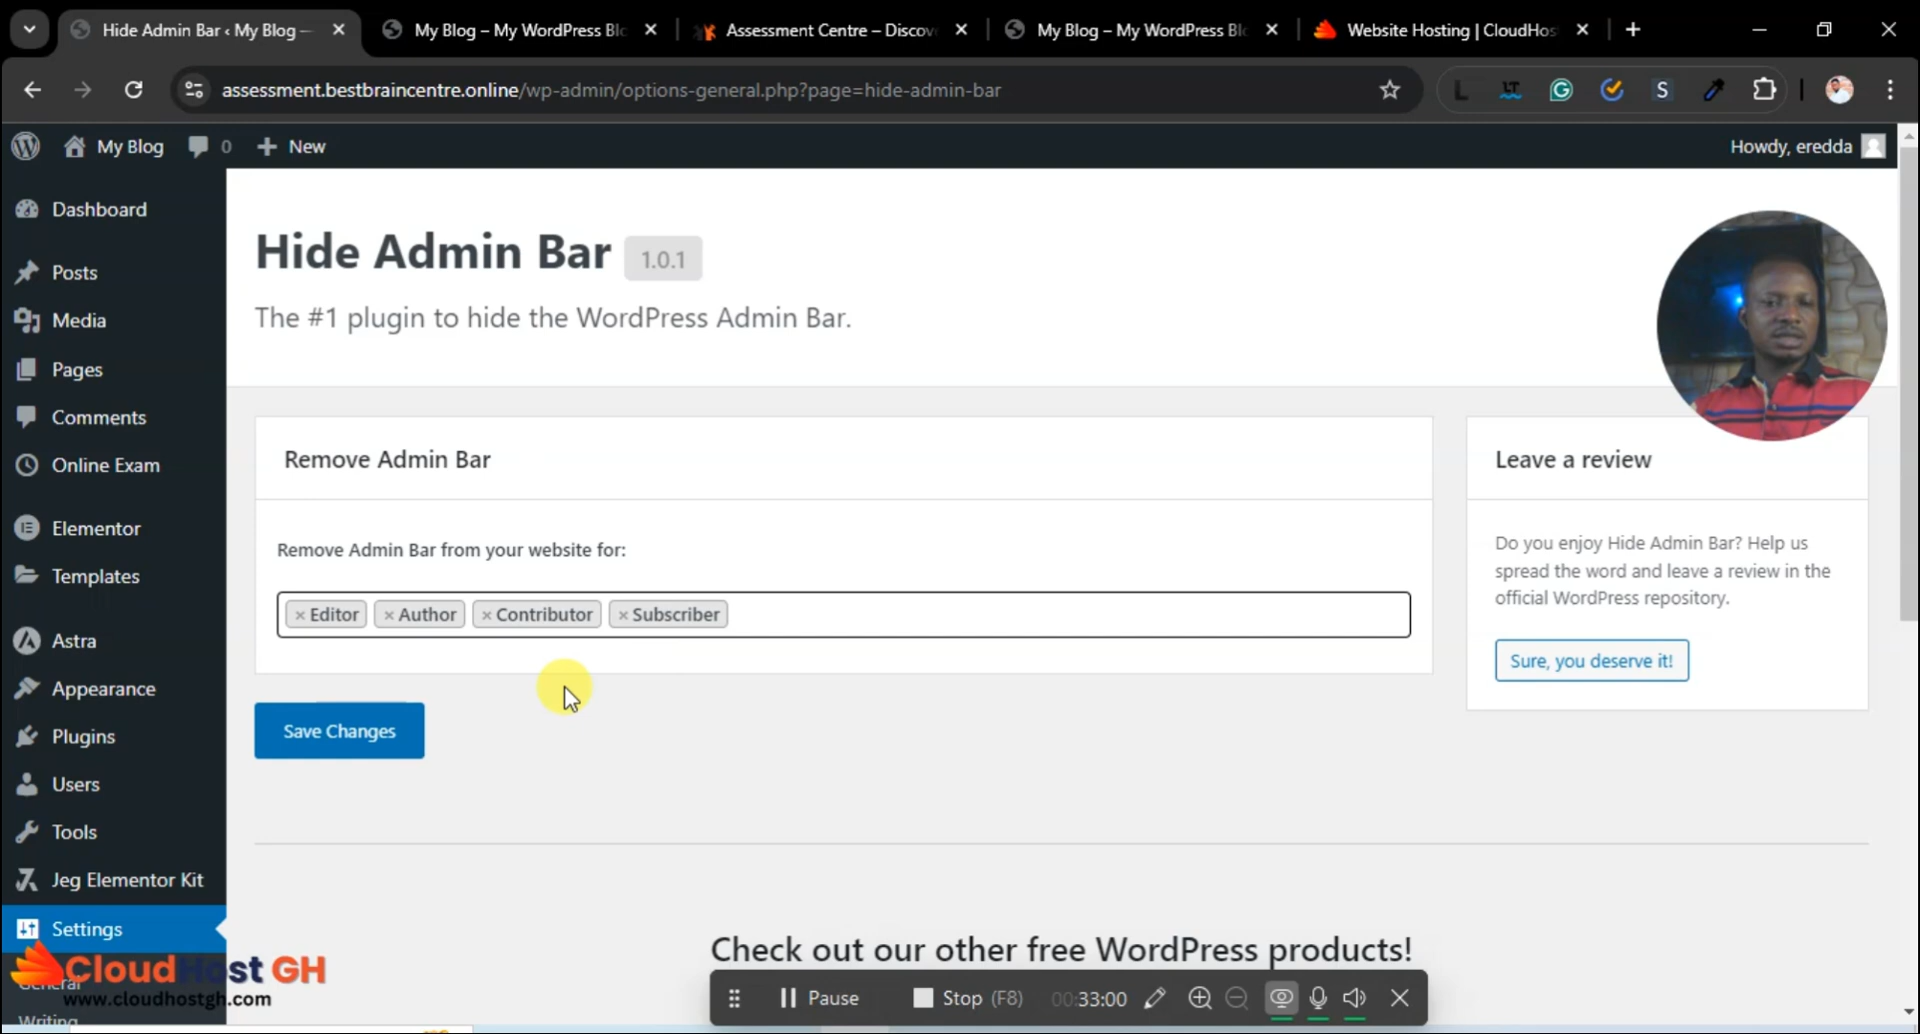 Hide Admin Bar ‹ My Blog —
My Blog – My WordPress Bl
Assessment Centre – Discov
My Blog – My WordPress Bl
Website Hosting | CloudHos
assessment.bestbraincentre.online/wp-admin/options-general.php?page=hide-admin-bar
My Blog
0
New
Howdy, eredda
Dashboard
Posts
Media
Pages
Comments
Online Exam
Elementor
Templates
Astra
Appearance
Plugins
Users
Tools
Jeg Elementor Kit
Settings
General
Writing
CloudHost GH
www.cloudhostgh.com
Hide Admin Bar 1.0.1
The #1 plugin to hide the WordPress Admin Bar.
Remove Admin Bar
Remove Admin Bar from your website for:
× Editor × Author × Contributor × Subscriber
Save Changes
Leave a review
Do you enjoy Hide Admin Bar? Help us
spread the word and leave a review in the
official WordPress repository.
Sure, you deserve it!
Check out our other free WordPress products!
Pause
Stop (F8)
00:33:00